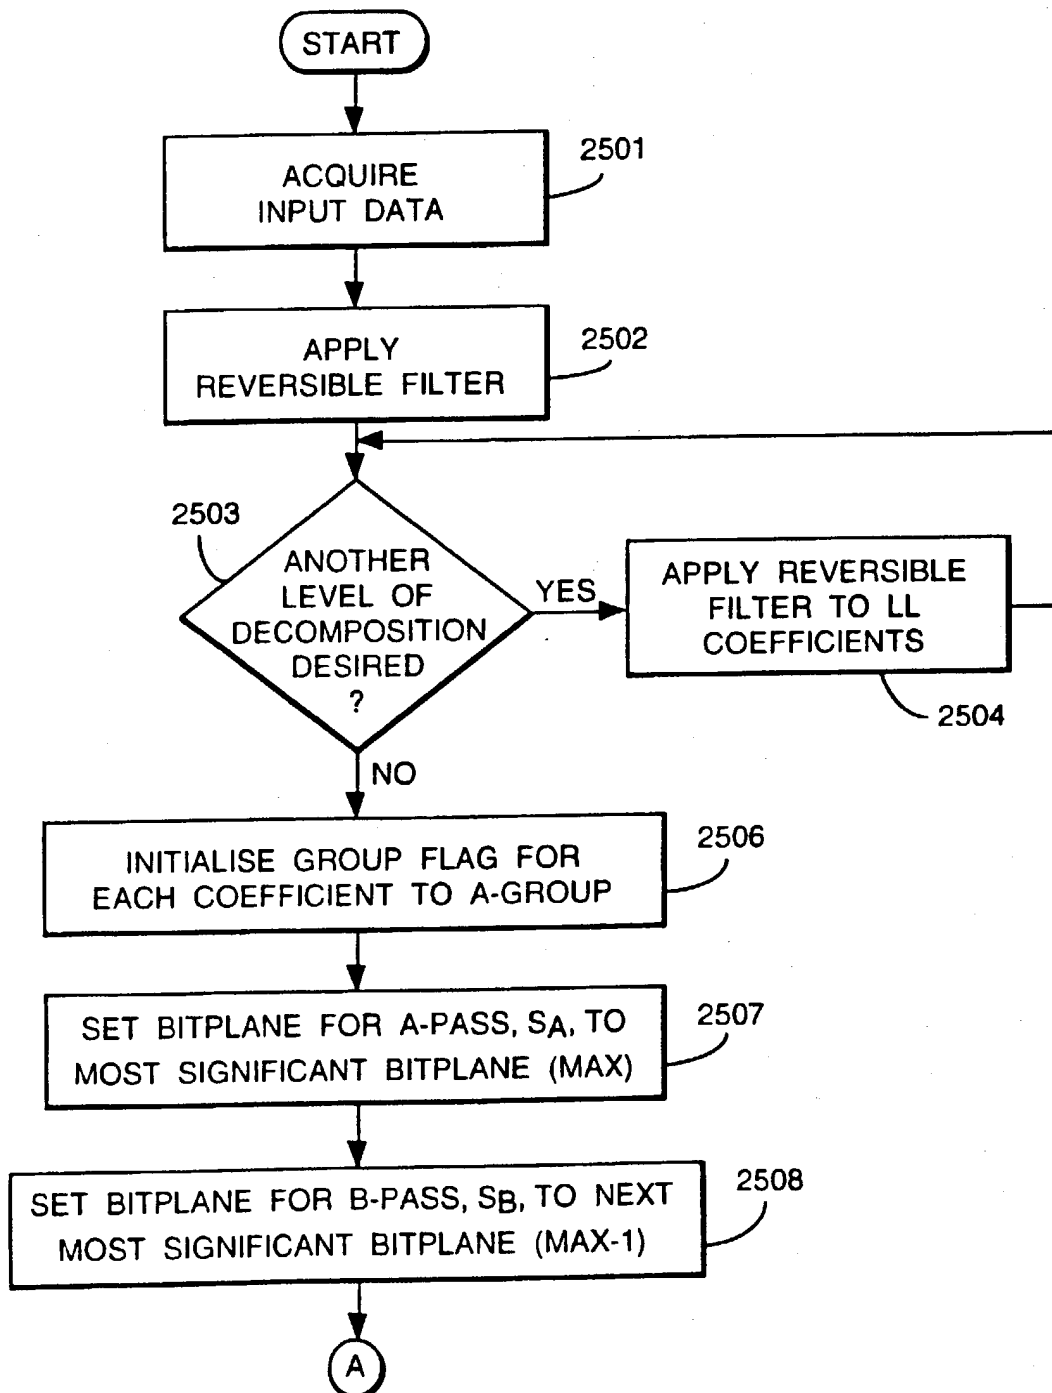 START
ACQUIRE
INPUT DATA
2501
APPLY
REVERSIBLE FILTER
2502
2503
ANOTHER
LEVEL OF
DECOMPOSITION
DESIRED
?
YES
APPLY REVERSIBLE
FILTER TO LL
COEFFICIENTS
2504
NO
INITIALISE GROUP FLAG FOR
EACH COEFFICIENT TO A-GROUP
2506
SET BITPLANE FOR A-PASS, SA, TO
MOST SIGNIFICANT BITPLANE (MAX)
2507
SET BITPLANE FOR B-PASS, SB, TO NEXT
MOST SIGNIFICANT BITPLANE (MAX-1)
2508
A